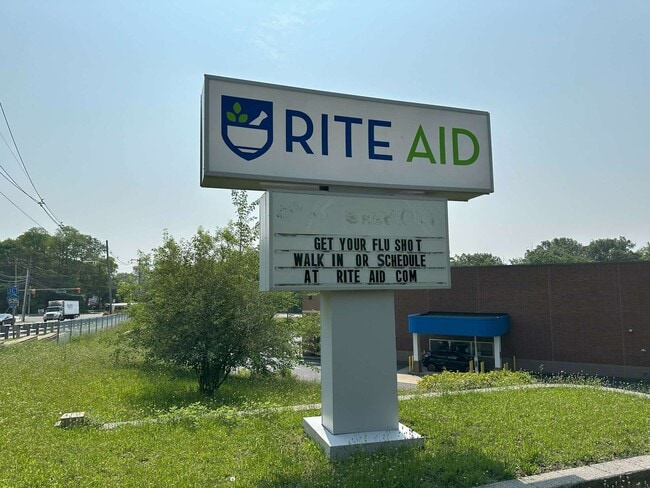 RITE AID
GET YOUR FLU SHOT
WALK IN OR SCHEDULE
AT RITE AID COM